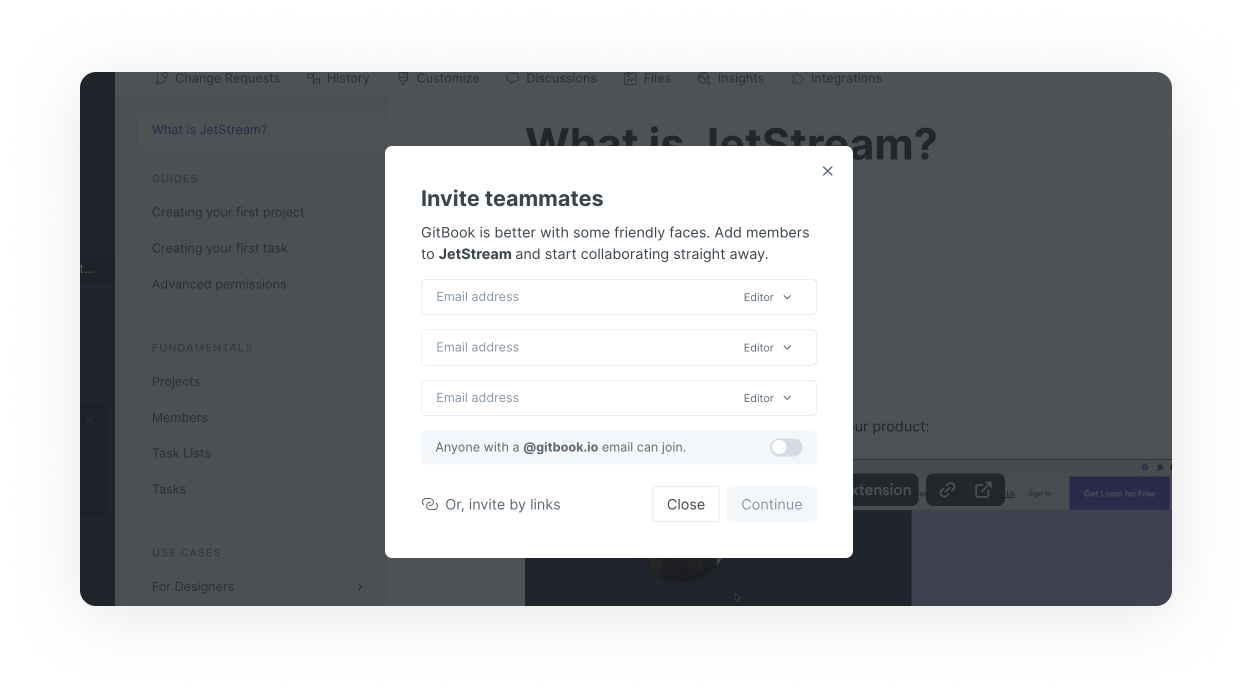 Change Requests
History
Customize
Discussions
Files
Insights
Integrations
What is JetStream?
What is JetStream?
GUIDES
Creating your first project
Creating your first task
t...
Advanced permissions
FUNDAMENTALS
Projects
Members
Task Lists
Tasks
USE CASES
For Designers
Invite teammates
GitBook is better with some friendly faces. Add members
to JetStream and start collaborating straight away.
Email address Editor
Email address Editor
Email address Editor
Anyone with a @gitbook.io email can join.
Or, invite by links
Close
Continue
our product:
xtension
Us
Sign In
Get Loom for Free